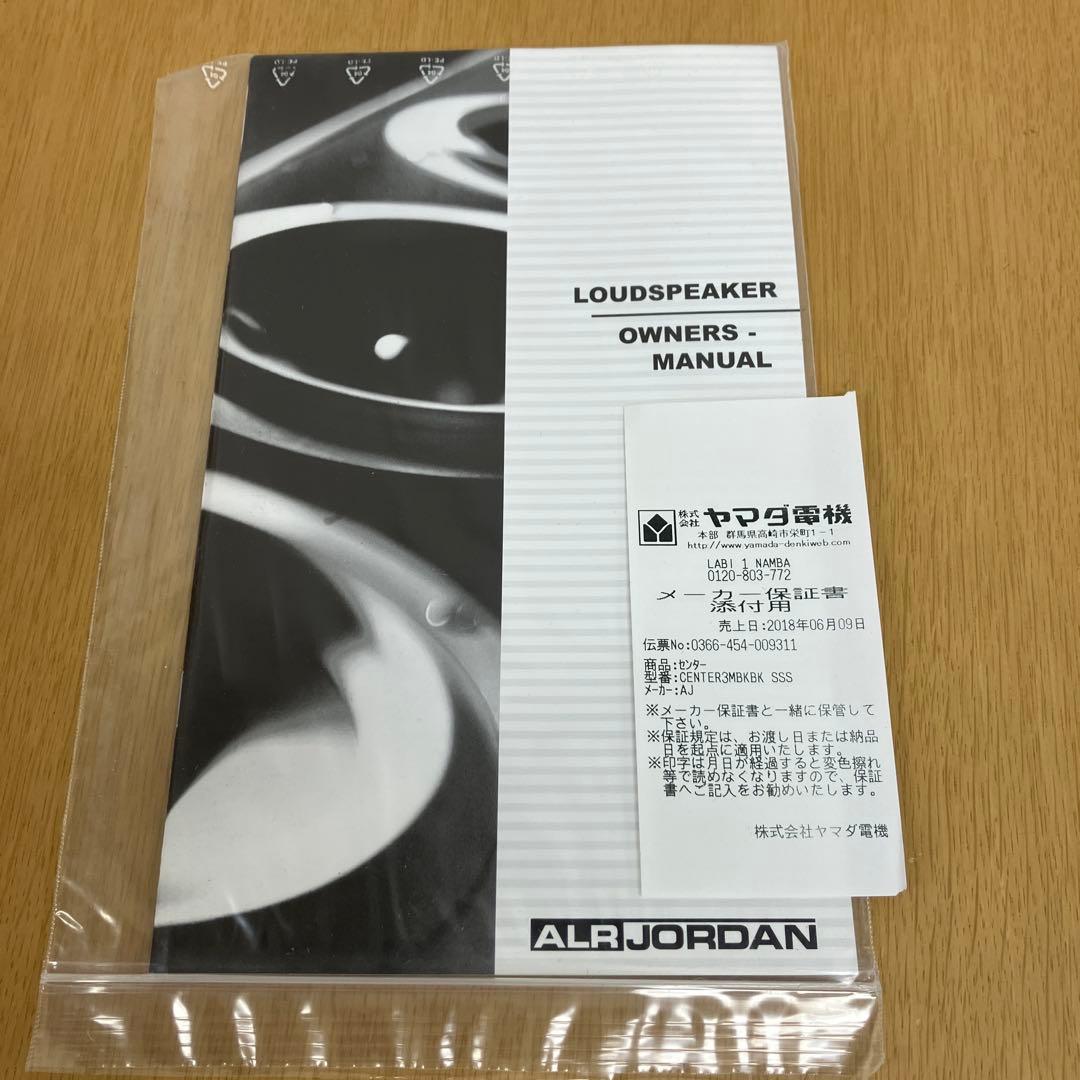 LOUDSPEAKER
OWNERS -
MANUAL
株式会社 ヤマダ電機
本部 群馬県高崎市栄町1-1
http://www.yamada-denkiweb.com
LABI 1 NAMBA
0120-803-772
メーカー保証書
添付用
売上日:2018年06月09日
伝票No:0366-454-009311
商品:ｾﾝﾀｰ
型番:CENTER3MBKBK SSS
ﾒｰｶｰ:AJ
※メーカー保証書と一緒に保管して
下さい。
※保証規定は、お渡し日または納品
日を起点に適用いたします。
※印字は月日が経過すると変色擦れ
等で読めなくなりますので、保証
書へご記入をお勧めいたします。
株式会社ヤマダ電機
ALR JORDAN